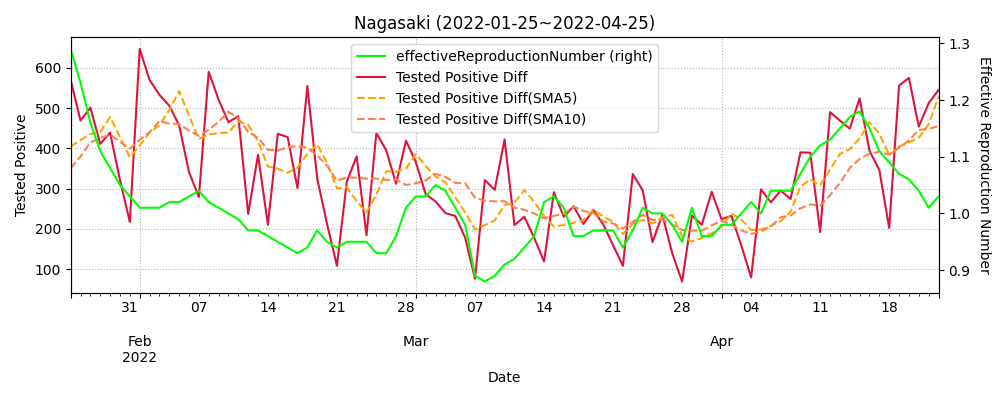 Nagasaki (2022-01-25~2022-04-25)
effectiveReproductionNumber (right)
Tested Positive Diff
Tested Positive Diff(SMA5)
Tested Positive Diff(SMA10)
Tested Positive
600
500
400
300
200
100
1.3
1.2
1.1
1.0
0.9
Effective Reproduction Number
31 07 14 21 28 07 14 21 28 04 11 18
Feb Mar Apr
2022
Date